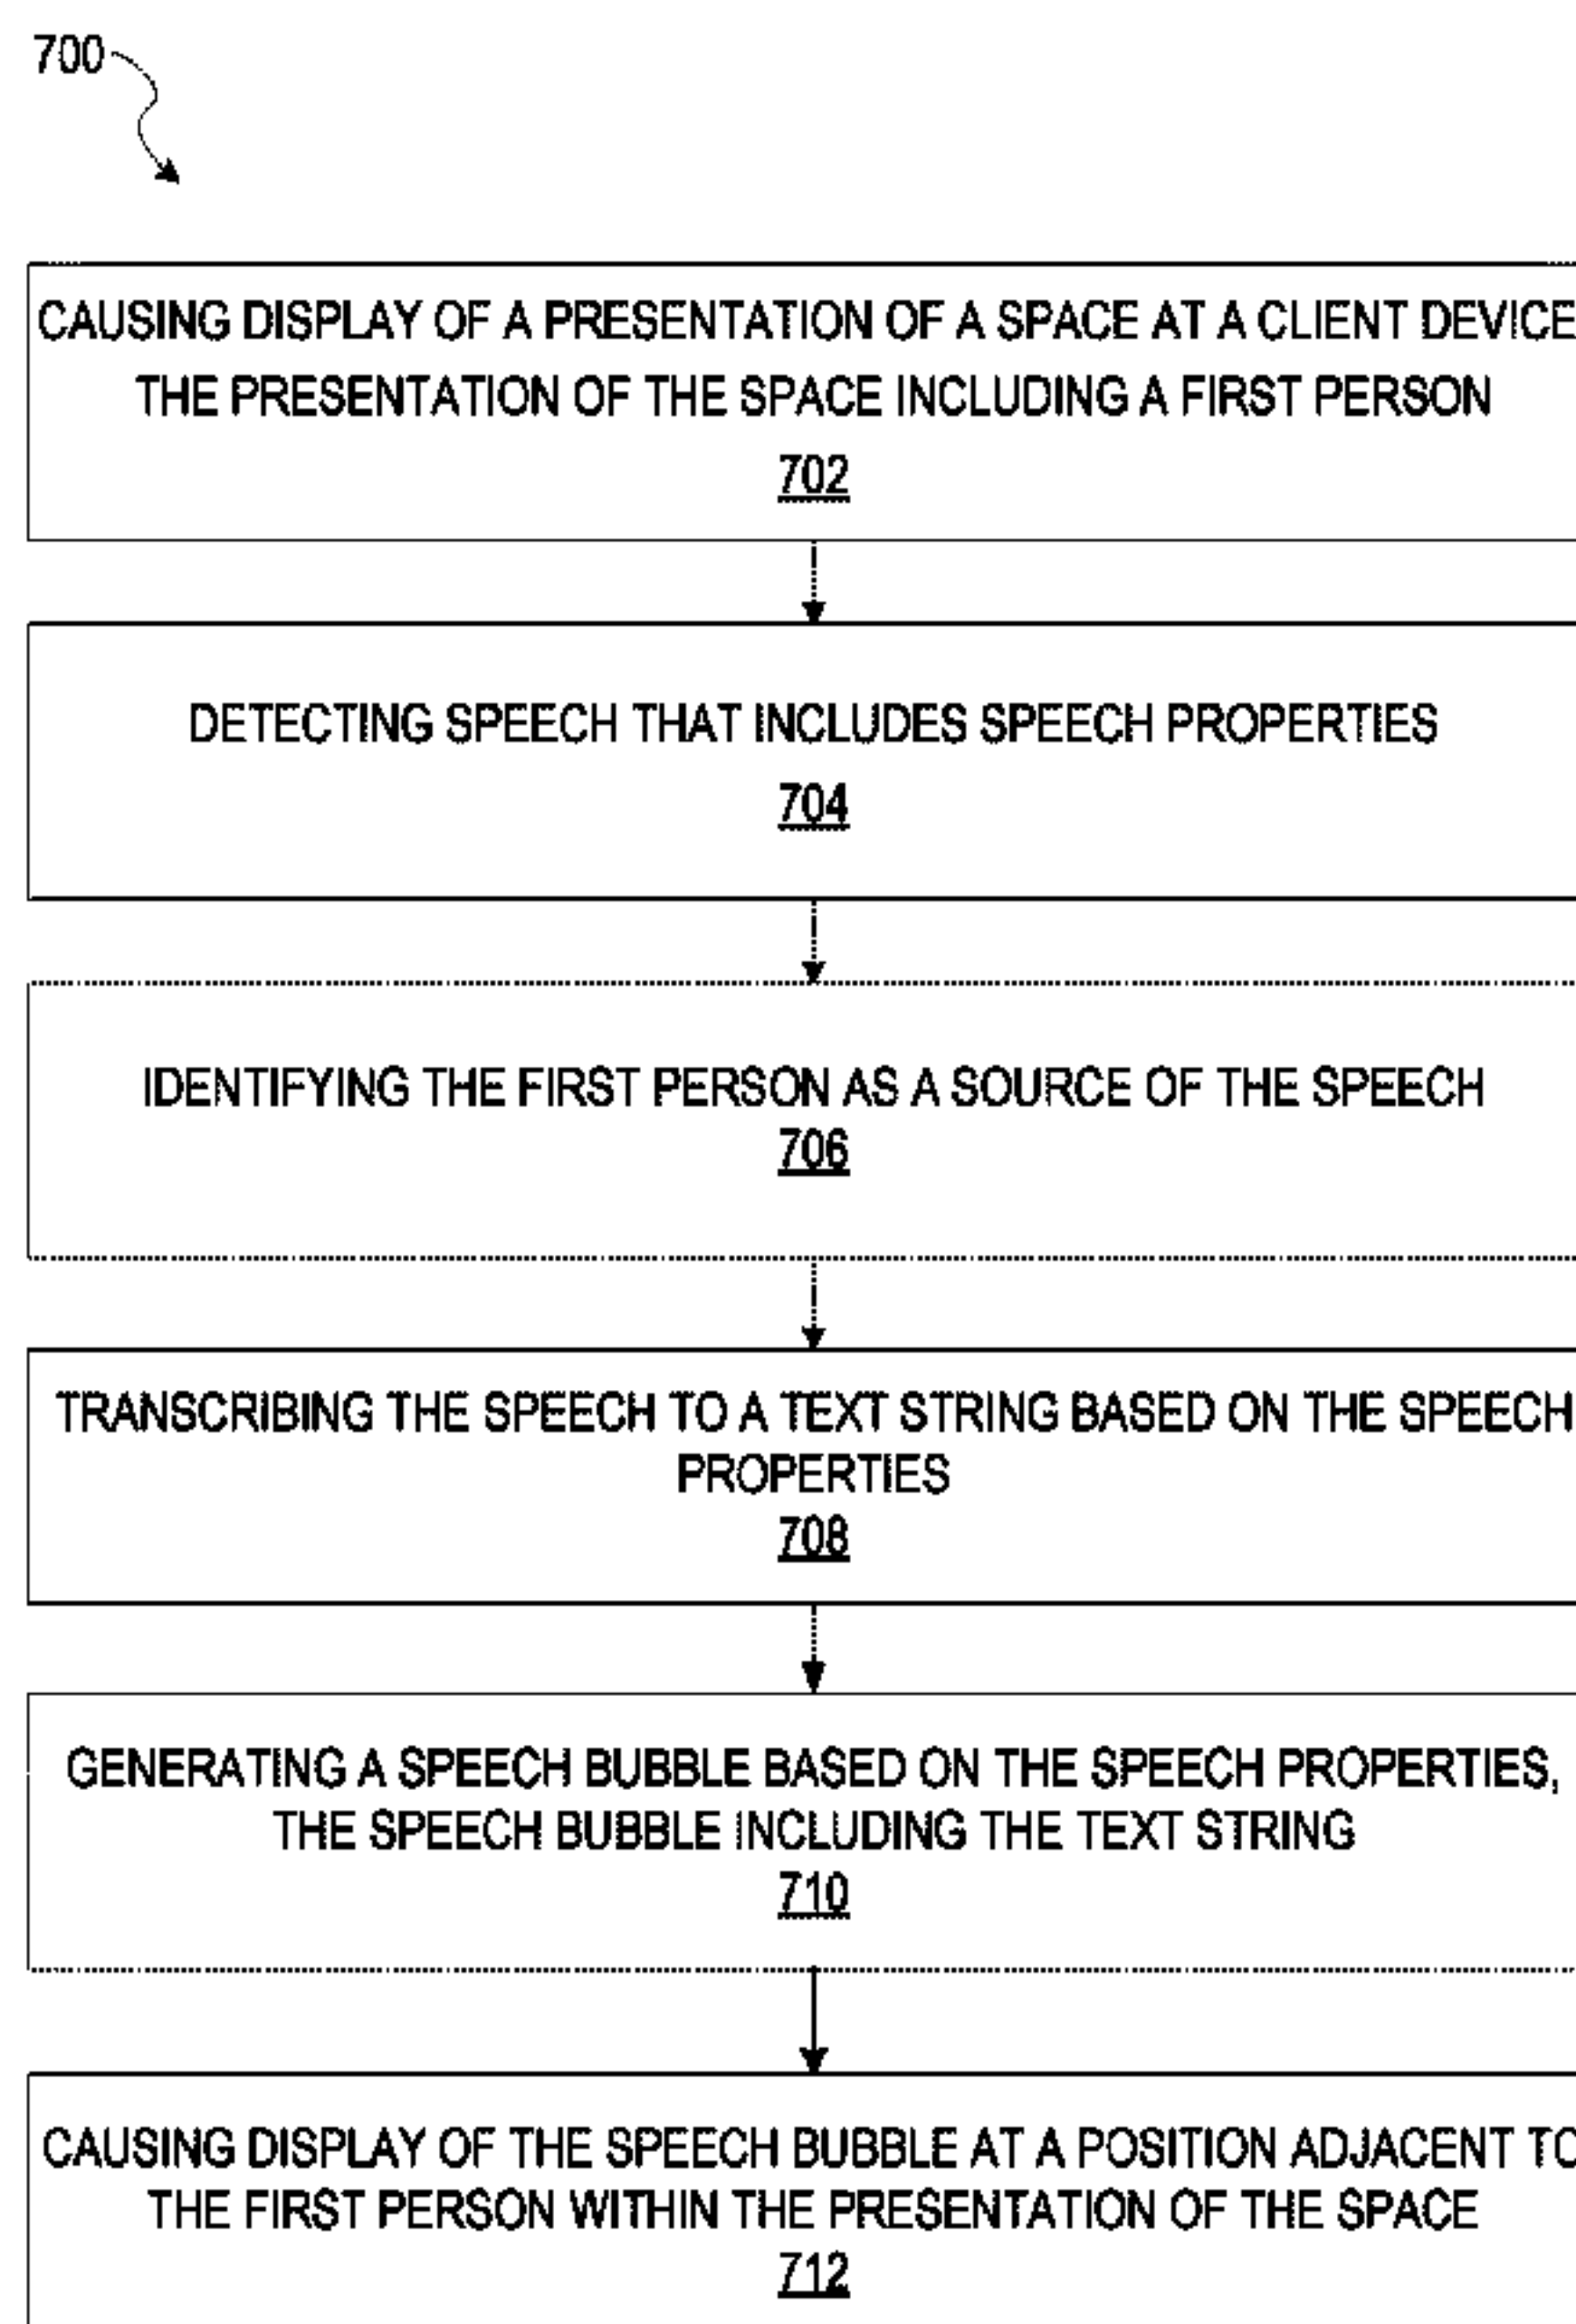 700
CAUSING DISPLAY OF A PRESENTATION OF A SPACE AT A CLIENT DEVICE
THE PRESENTATION OF THE SPACE INCLUDING A FIRST PERSON
702
DETECTING SPEECH THAT INCLUDES SPEECH PROPERTIES
704
IDENTIFYING THE FIRST PERSON AS A SOURCE OF THE SPEECH
706
TRANSCRIBING THE SPEECH TO A TEXT STRING BASED ON THE SPEECH
PROPERTIES
708
GENERATING A SPEECH BUBBLE BASED ON THE SPEECH PROPERTIES,
THE SPEECH BUBBLE INCLUDING THE TEXT STRING
710
CAUSING DISPLAY OF THE SPEECH BUBBLE AT A POSITION ADJACENT TO
THE FIRST PERSON WITHIN THE PRESENTATION OF THE SPACE
712